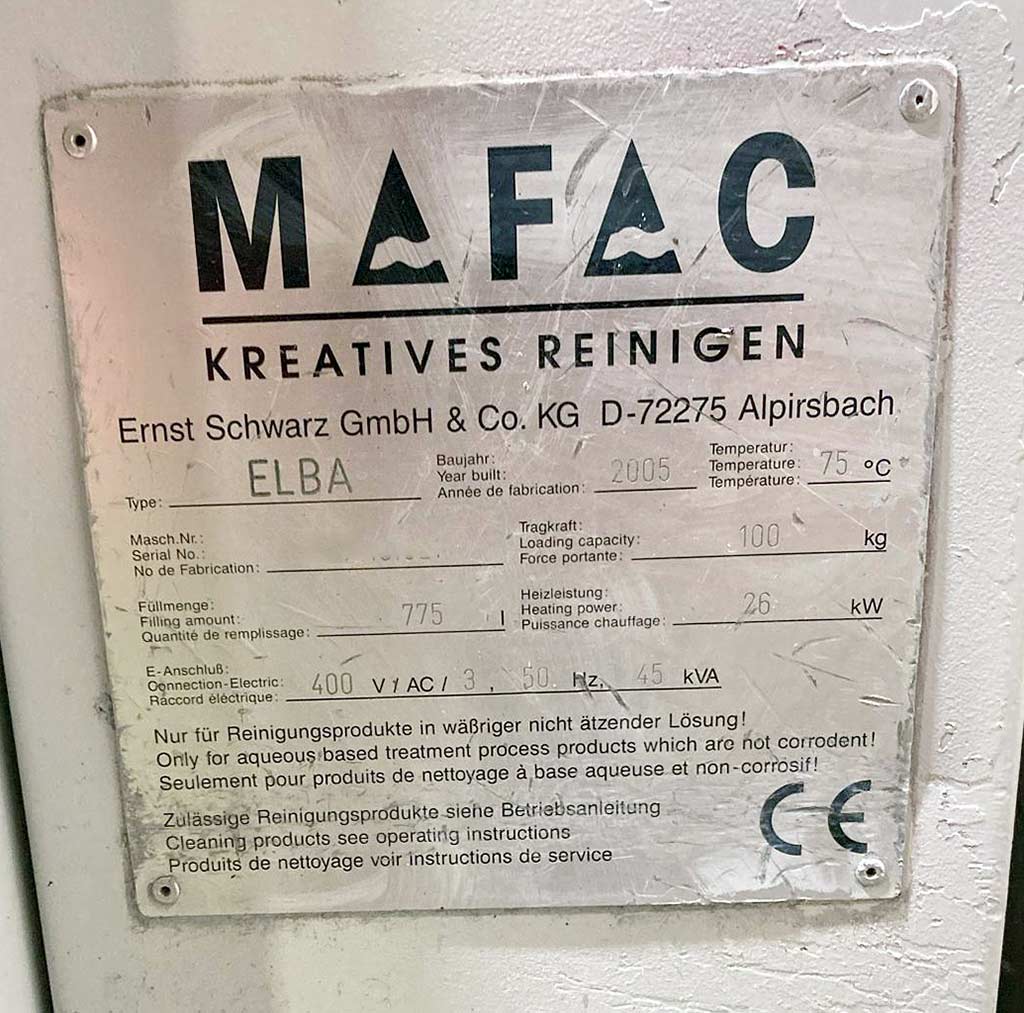 MAFAC
KREATIVES REINIGEN
Ernst Schwarz GmbH & Co. KG D-72275 Alpirsbach
Type: ELBA
Baujahr:
Year built:
Année de fabrication: 2005
Temperatur:
Temperature:
Température: 75 °C
Masch.Nr.:
Serial No.:
No de Fabrication:
Tragkraft:
Loading capacity:
Force portante: 100 kg
Füllmenge:
Filling amount:
Quantité de remplissage: 775 l
Heizleistung:
Heating power:
Puissance chauffage: 26 kW
E-Anschluß:
Connection-Electric:
Raccord éléctrique: 400 V / AC / 3, 50 Hz, 45 kVA
Nur für Reinigungsprodukte in wäßriger nicht ätzender Lösung!
Only for aqueous based treatment process products which are not corrodent!
Seulement pour produits de nettoyage à base aqueuse et non-corrosif!
Zulässige Reinigungsprodukte siehe Betriebsanleitung
Cleaning products see operating instructions
Produits de nettoyage voir instructions de service
CE